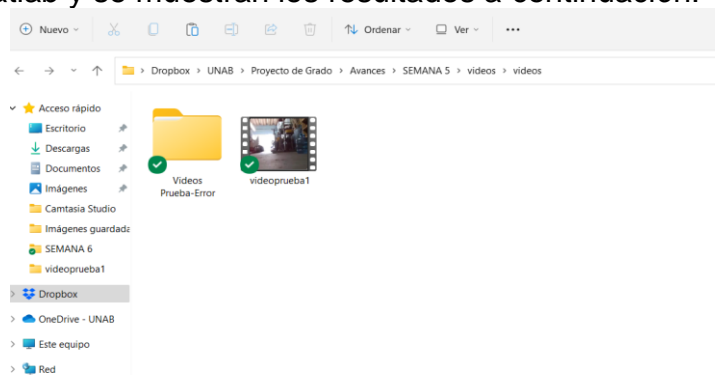 atlab y se muestran los resultados a continuación.
Nuevo Ordenar Ver
Dropbox > UNAB > Proyecto de Grado > Avances > SEMANA 5 > videos > videos
Acceso rápido
Escritorio
Descargas
Documentos
Imágenes
Camtasia Studio
Imágenes guardada
SEMANA 6
videoprueba1
Dropbox
OneDrive - UNAB
Este equipo
Red
Videos
Prueba-Error
videoprueba1